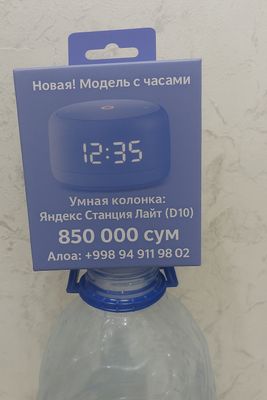 Новая! Модель с часами
12:35
Умная колонка:
Яндекс Станция Лайт (D10)
850 000 сум
Алоа: +998 94 911 98 02